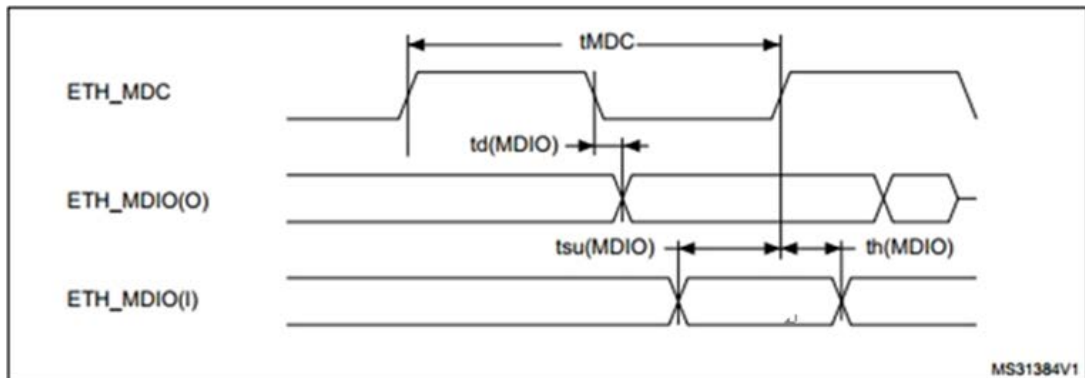 tMDC
ETH_MDC
td(MDIO)
ETH_MDIO(O)
tsu(MDIO) th(MDIO)
ETH_MDIO(I)
MS31384V1